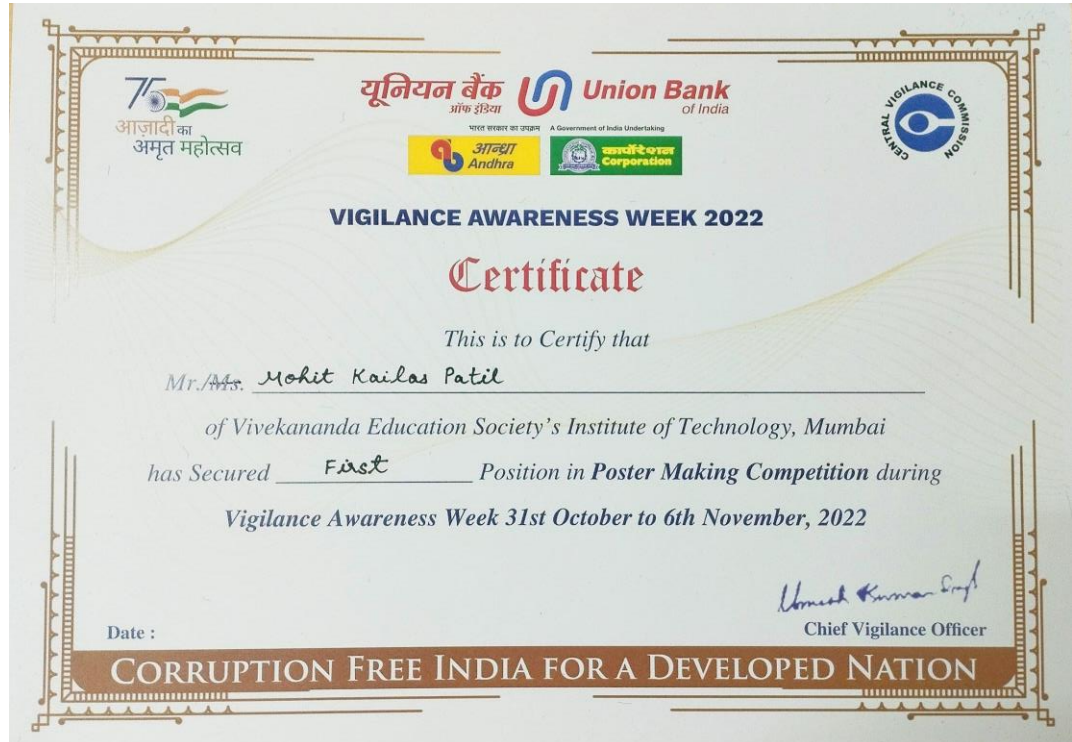 75
आज़ादी का
अमृत महोत्सव
यूनियन बैंक
ऑफ इंडिया
Union Bank
of India
भारत सरकार का उपक्रम A Government of India Undertaking
आन्ध्रा
Andhra
कार्पोरेशन
Corporation
CENTRAL VIGILANCE COMMISSION
VIGILANCE AWARENESS WEEK 2022
Certificate
This is to Certify that
Mr./Ms. Mohit Kailas Patil
of Vivekananda Education Society's Institute of Technology, Mumbai
has Secured First Position in Poster Making Competition during
Vigilance Awareness Week 31st October to 6th November, 2022
Umesh Kumar Singh
Date :
Chief Vigilance Officer
CORRUPTION FREE INDIA FOR A DEVELOPED NATION